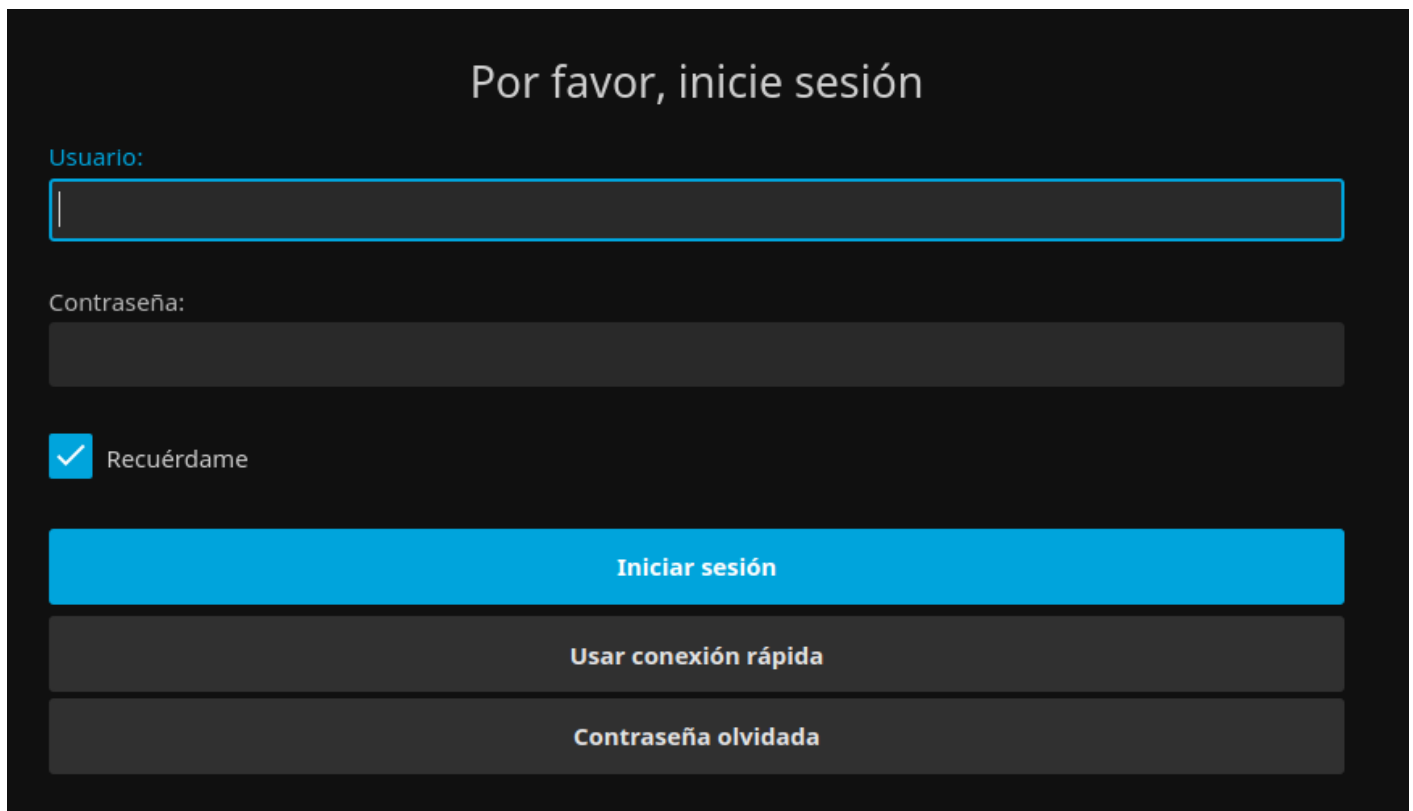 Por favor, inicie sesión
Usuario:
Contraseña:
Recuérdame
Iniciar sesión
Usar conexión rápida
Contraseña olvidada